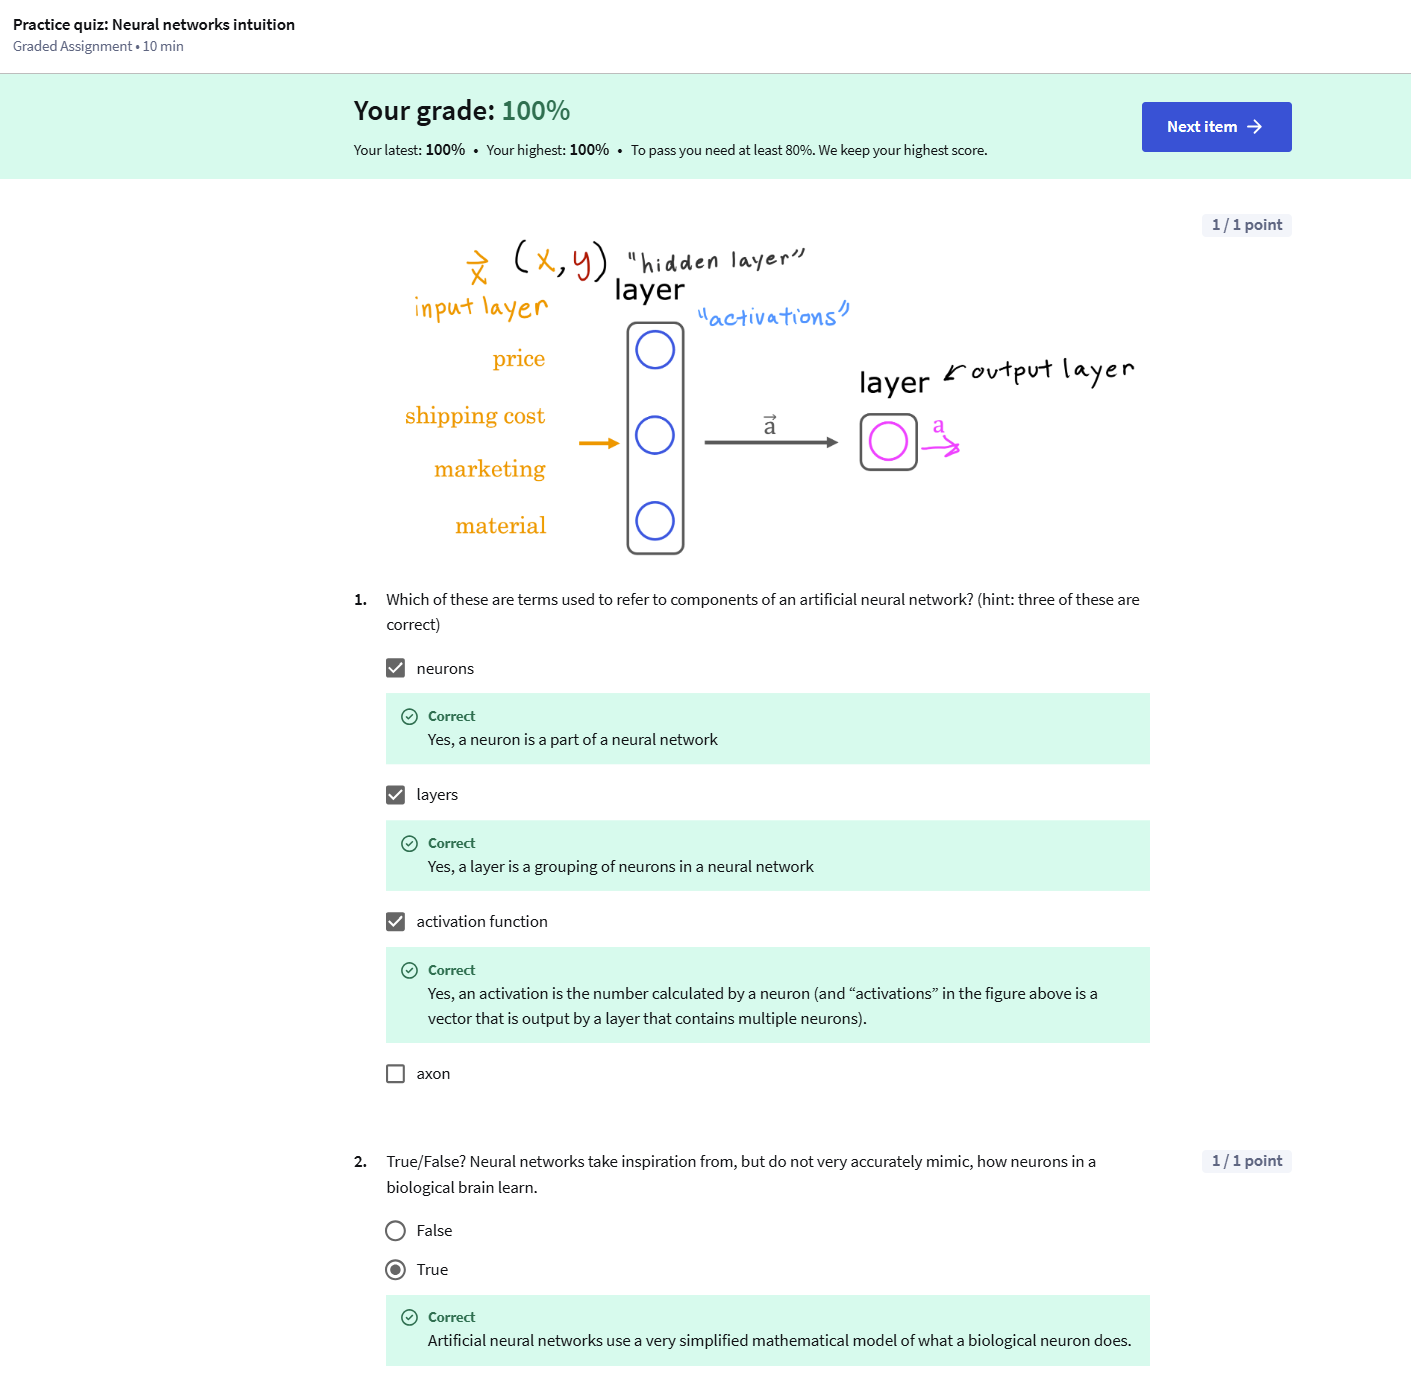 Practice quiz: Neural networks intuition
Graded Assignment • 10 min
Your grade: 100%
Next item →
Your latest: 100% • Your highest: 100% • To pass you need at least 80%. We keep your highest score.
1 / 1 point
x⃗ (x,y) "hidden layer"
layer
input layer
"activations"
price
layer ↙ output layer
shipping cost
a⃗
a
marketing
material
1. Which of these are terms used to refer to components of an artificial neural network? (hint: three of these are
correct)
neurons
Correct
Yes, a neuron is a part of a neural network
layers
Correct
Yes, a layer is a grouping of neurons in a neural network
activation function
Correct
Yes, an activation is the number calculated by a neuron (and “activations” in the figure above is a
vector that is output by a layer that contains multiple neurons).
axon
2. True/False? Neural networks take inspiration from, but do not very accurately mimic, how neurons in a
biological brain learn.
1 / 1 point
False
True
Correct
Artificial neural networks use a very simplified mathematical model of what a biological neuron does.